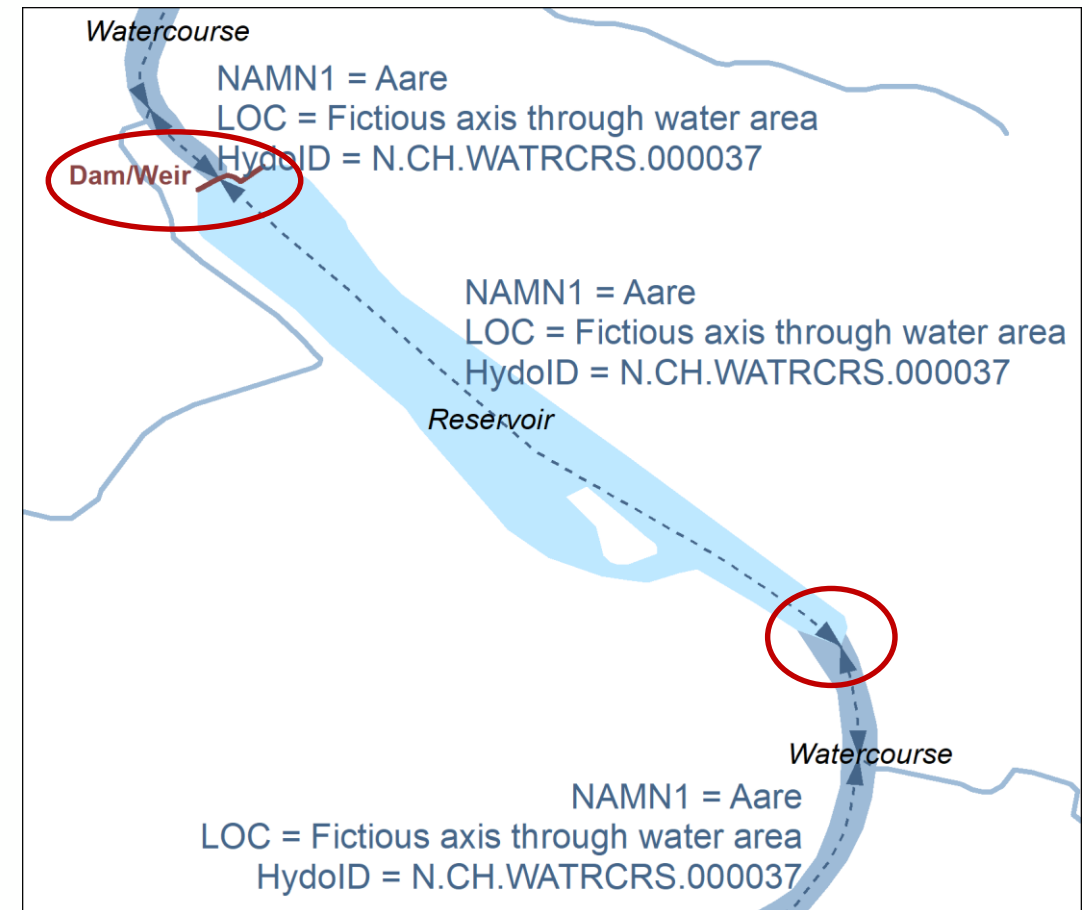 Watercourse
NAMN1 = Aare
LOC = Fictious axis through water area
HydoID = N.CH.WATRCRS.000037
Dam/Weir
NAMN1 = Aare
LOC = Fictious axis through water area
HydoID = N.CH.WATRCRS.000037
Reservoir
Watercourse
NAMN1 = Aare
LOC = Fictious axis through water area
HydoID = N.CH.WATRCRS.000037